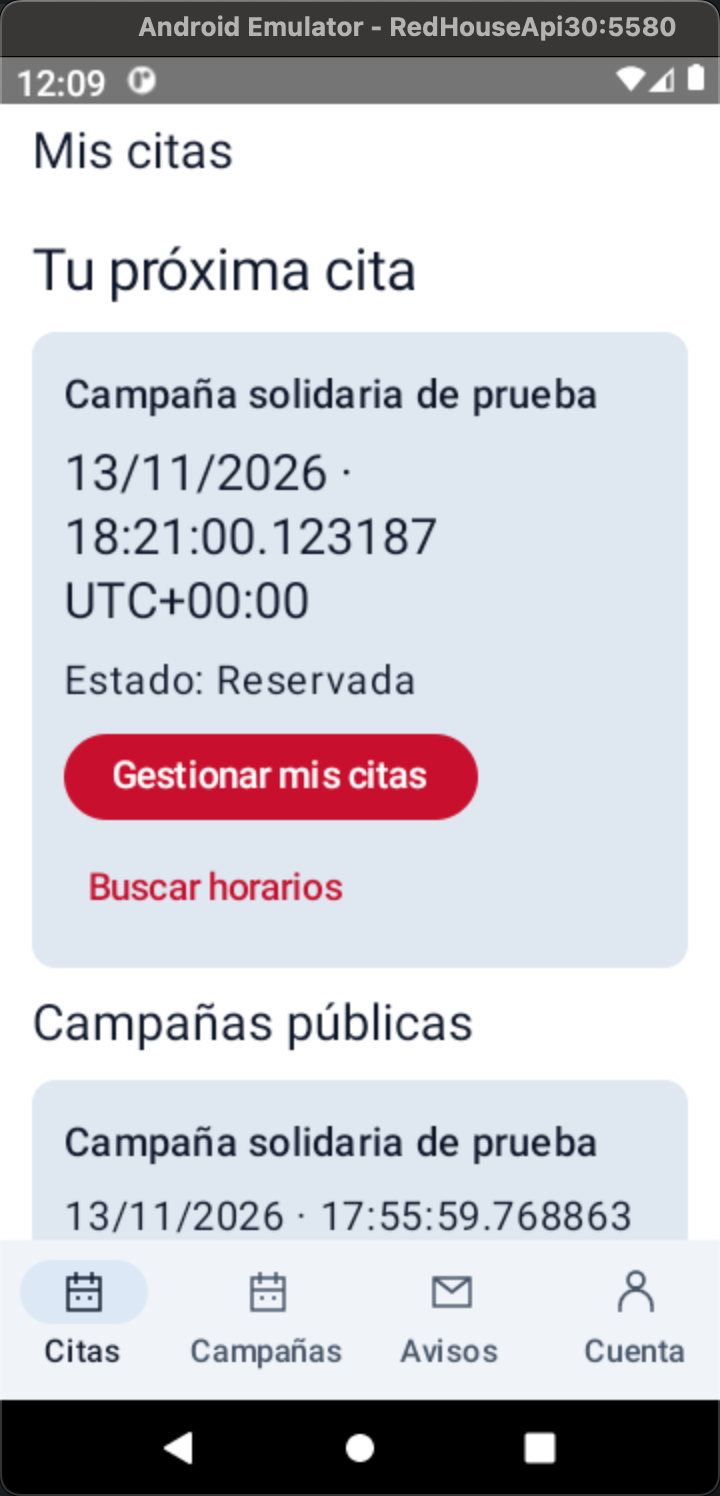 Android Emulator - RedHouseApi30:5580
12:09
Mis citas
Tu próxima cita
Campaña solidaria de prueba
13/11/2026 ·
18:21:00.123187
UTC+00:00
Estado: Reservada
Gestionar mis citas
Buscar horarios
Campañas públicas
Campaña solidaria de prueba
13/11/2026 · 17:55:59.768863
Citas
Campañas
Avisos
Cuenta